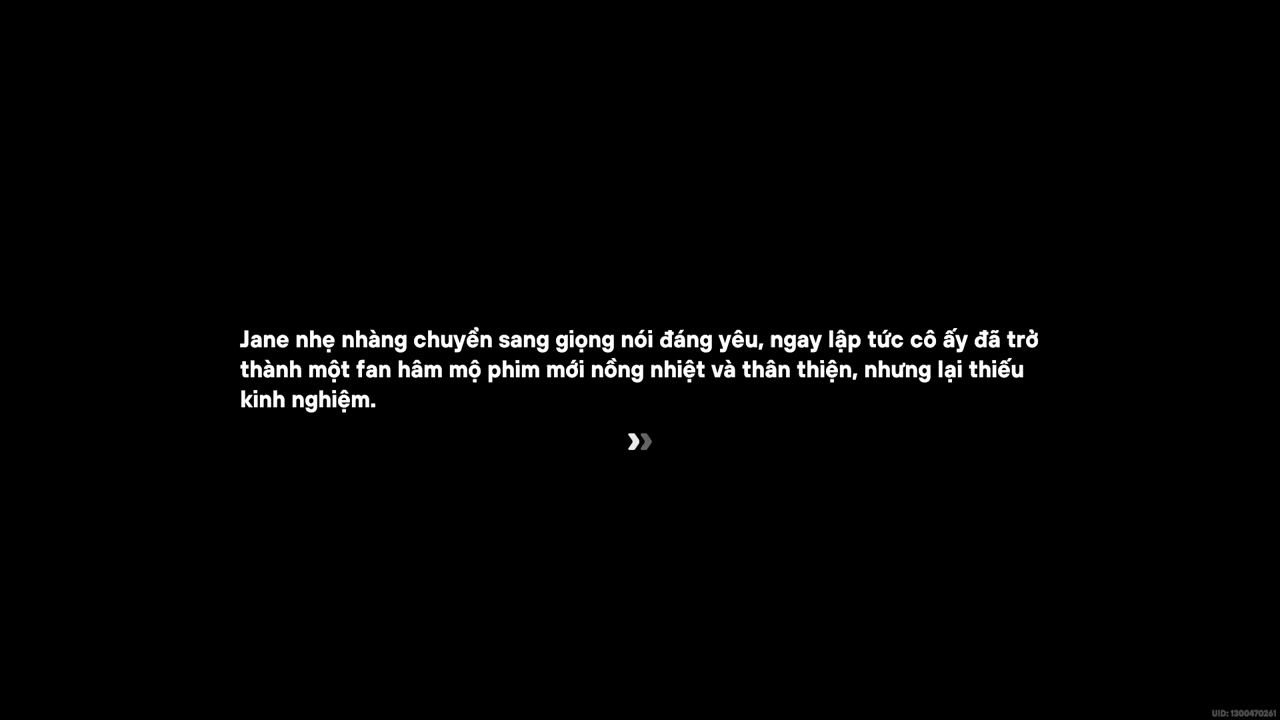 Jane nhẹ nhàng chuyển sang giọng nói đáng yêu, ngay lập tức cô ấy đã trở
thành một fan hâm mộ phim mới nồng nhiệt và thân thiện, nhưng lại thiếu
kinh nghiệm.
UID: 1300470261